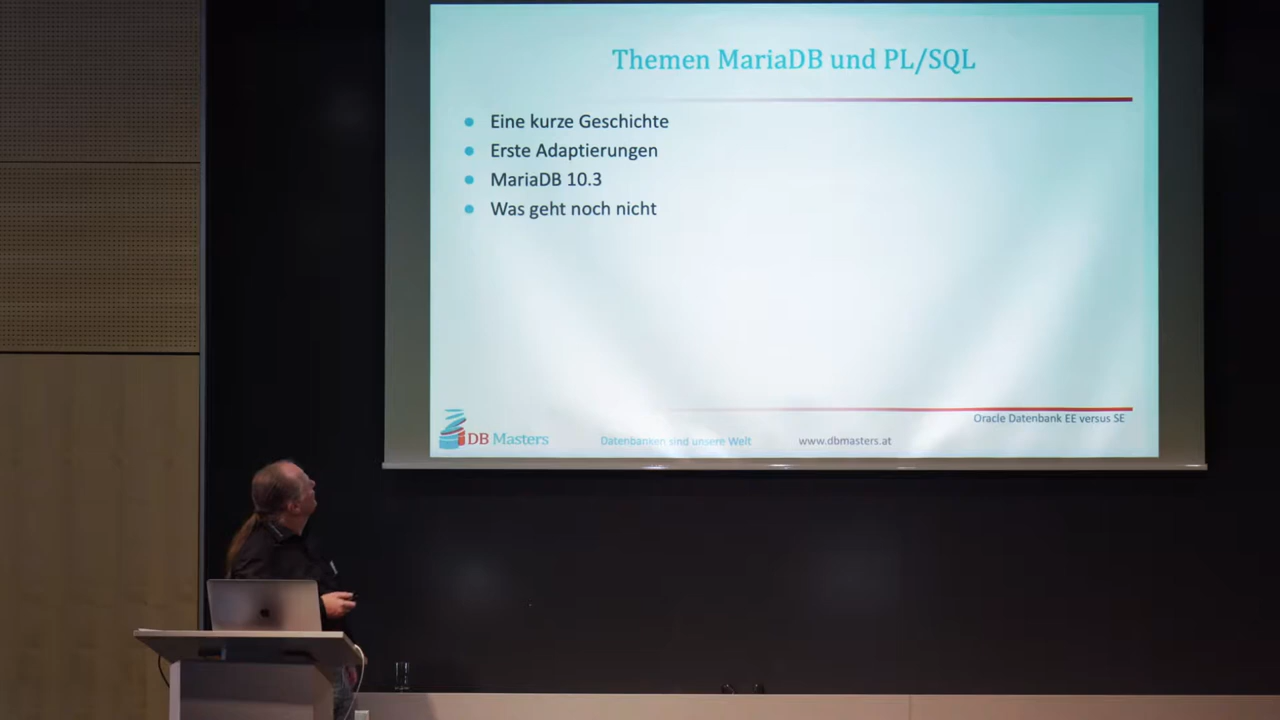 Themen MariaDB und PL/SQL
Eine kurze Geschichte
Erste Adaptierungen
MariaDB 10.3
Was geht noch nicht
Oracle Datenbank EE versus SE
DB Masters
Datenbanken sind unsere Welt
www.dbmasters.at